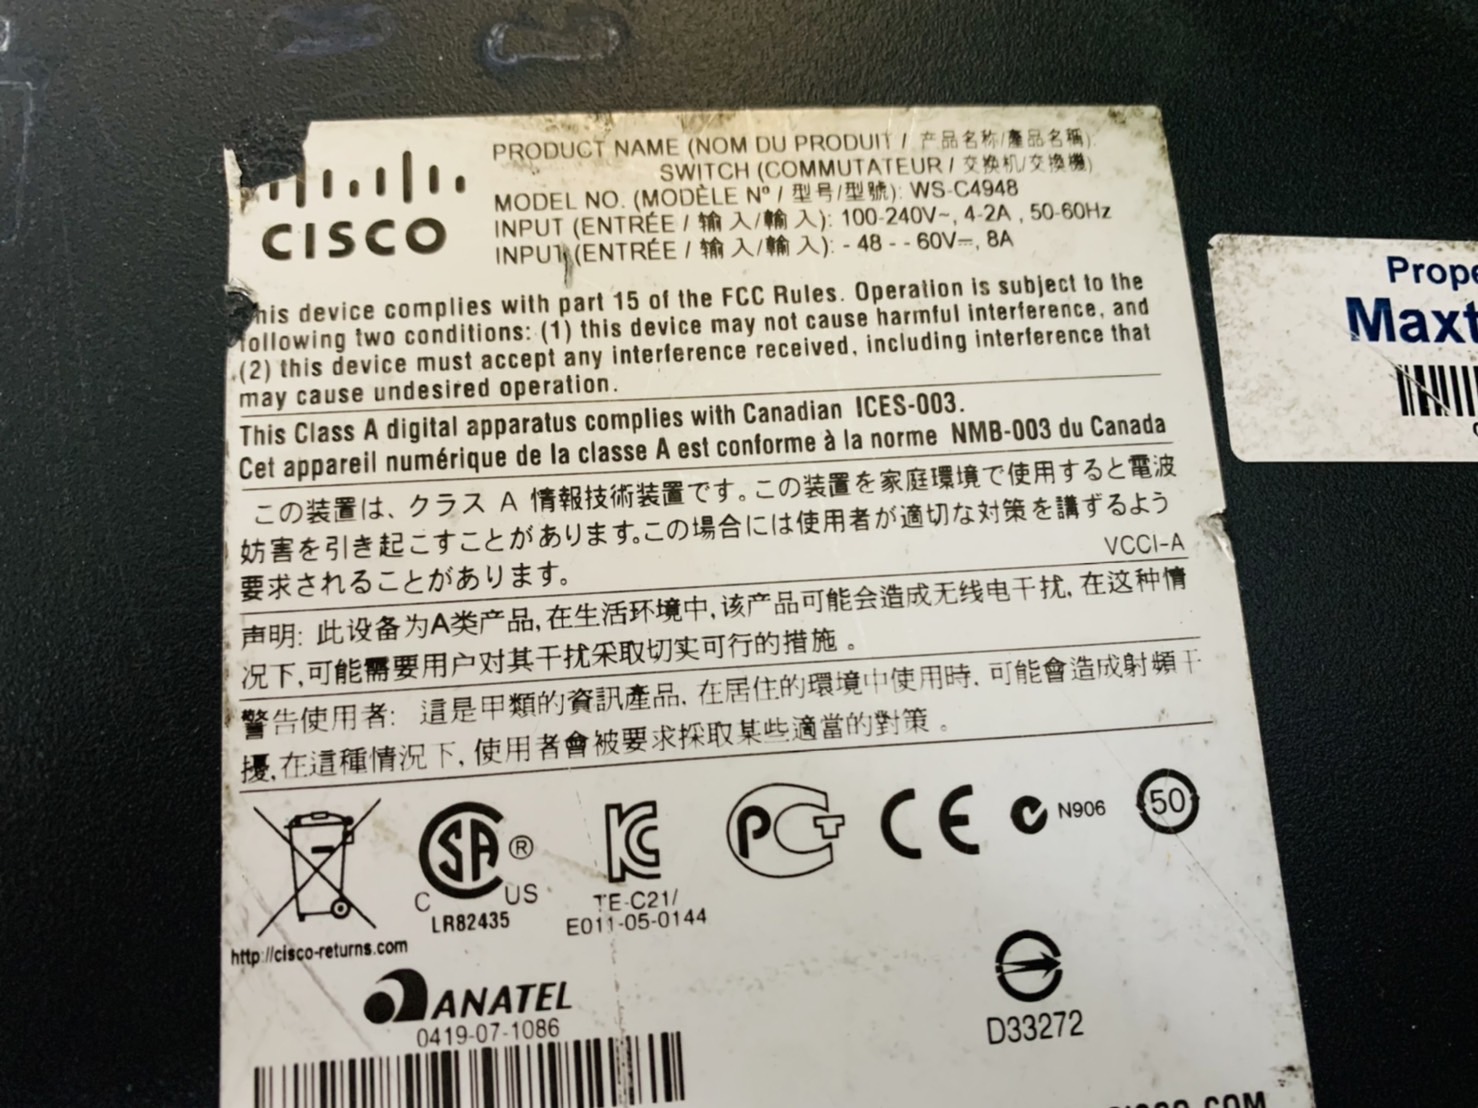 CISCO
PRODUCT NAME (NOM DU PRODUIT / 产品名称/產品名稱):
SWITCH (COMMUTATEUR / 交换机/交換機)
MODEL NO. (MODÈLE Nº / 型号/型號): WS-C4948
INPUT (ENTRÉE / 输入/輸入): 100-240V~, 4-2A , 50-60Hz
INPUT (ENTRÉE / 输入/輸入): - 48 - - 60V⎓, 8A
his device complies with part 15 of the FCC Rules. Operation is subject to the
following two conditions: (1) this device may not cause harmful interference, and
(2) this device must accept any interference received, including interference that
may cause undesired operation.
This Class A digital apparatus complies with Canadian ICES-003.
Cet appareil numérique de la classe A est conforme à la norme NMB-003 du Canada
この装置は、クラス A 情報技術装置です。この装置を家庭環境で使用すると電波
妨害を引き起こすことがあります。この場合には使用者が適切な対策を講ずるよう
要求されることがあります。
VCCI-A
声明: 此设备为A类产品,在生活环境中,该产品可能会造成无线电干扰,在这种情
况下,可能需要用户对其干扰采取切实可行的措施。
警告使用者: 這是甲類的資訊產品, 在居住的環境中使用時, 可能會造成射頻干
擾,在這種情況下,使用者會被要求採取某些適當的對策。
SA ®
C US
LR82435
TE-C21/
E011-05-0144
PCT
CE
N906
50
http://cisco-returns.com
ANATEL
0419-07-1086
D33272
CISCO.COM
Prope
Maxt